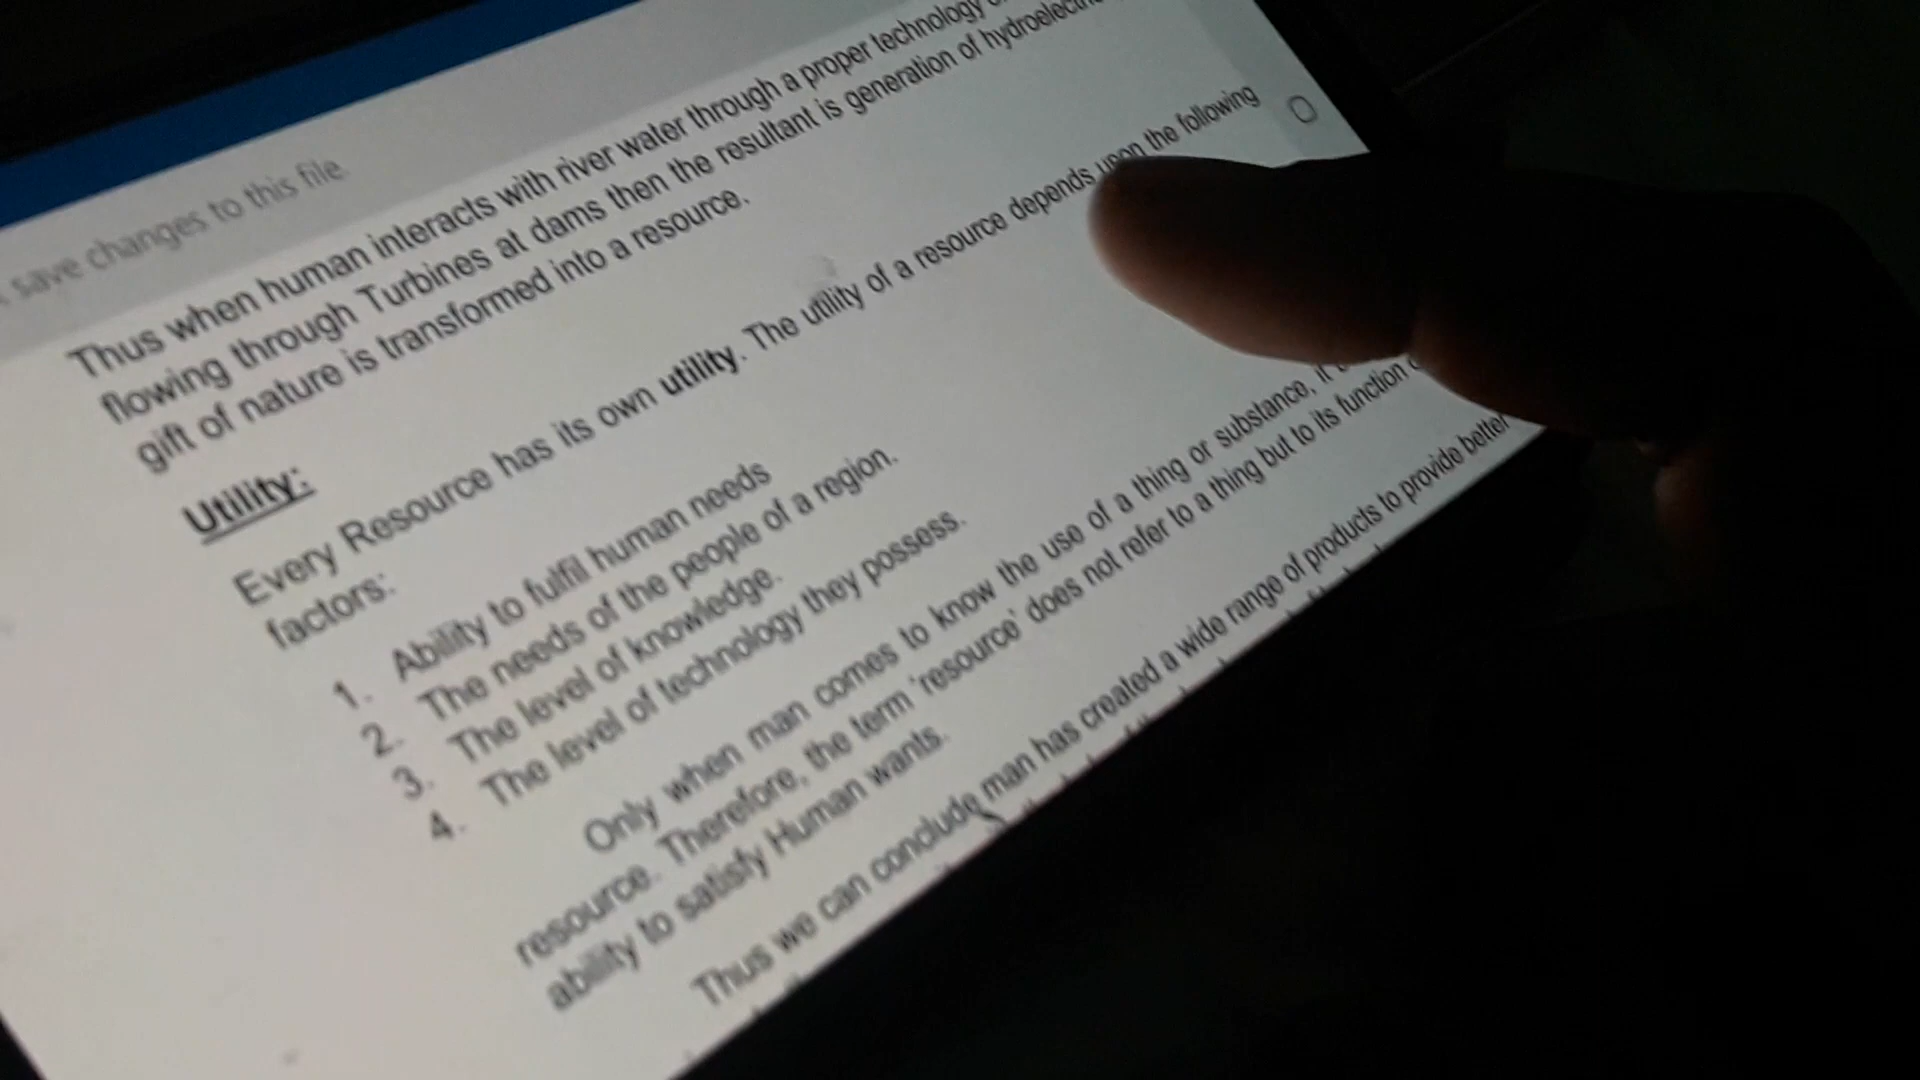 save changes to this file.
Thus when human interacts with river water through a proper technology
flowing through Turbines at dams then the resultant is generation of
gift of nature is transformed into a resource.
Utility:
Every Resource has its own utility. The utility of a resource depends upon the following
factors:
1. Ability to fulfil human needs
2. The needs of the people of a region.
3. The level of knowledge.
4. The level of technology they possess.
Only when man comes to know the use of a thing or substance,
resource. Therefore, the term 'resource' does not refer to a thing but to its function
ability to satisfy Human wants.
Thus we can conclude man has created a wide range of products to provide better